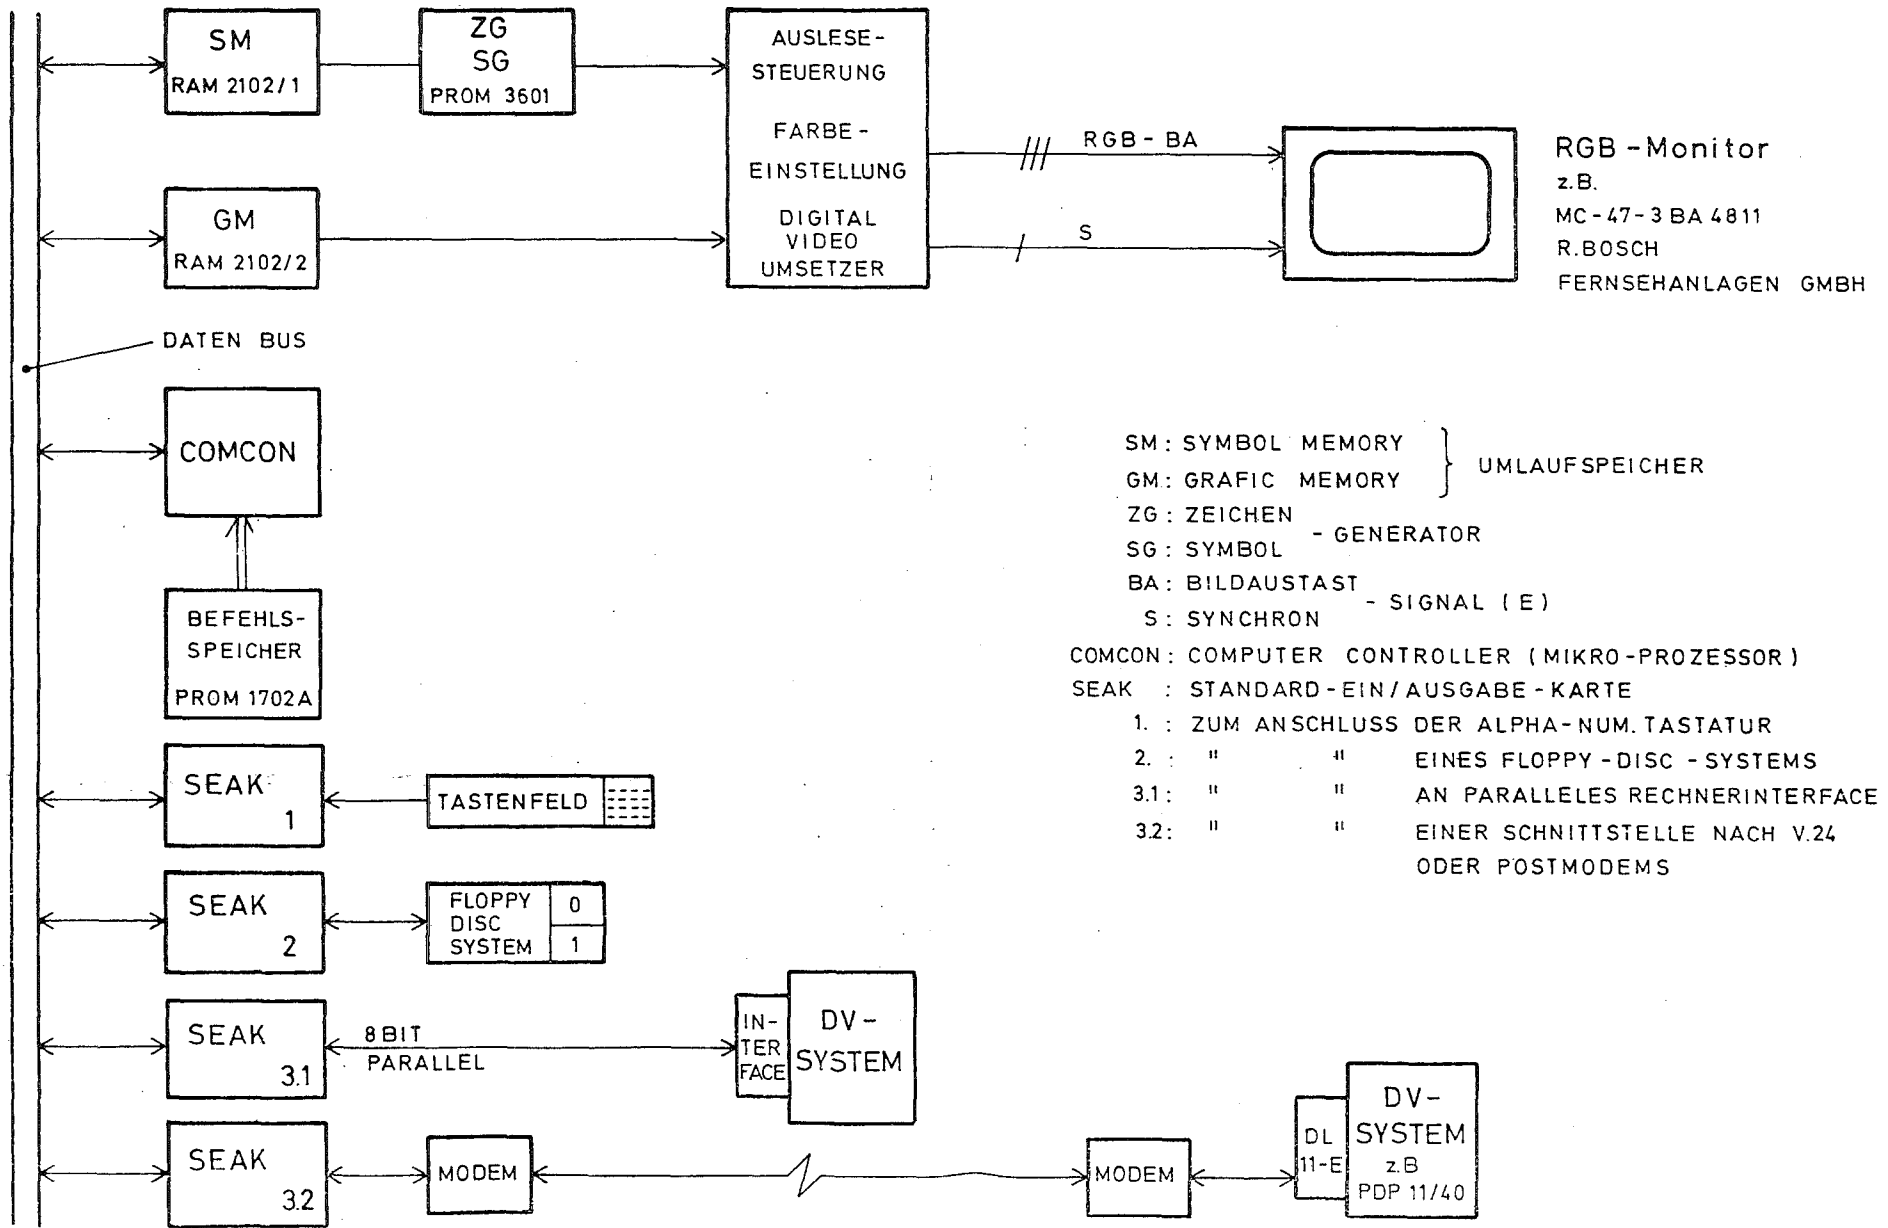 SM
RAM 2102/1
ZG
SG
PROM 3601
AUSLESE-
STEUERUNG
FARBE-
EINSTELLUNG
DIGITAL
VIDEO
UMSETZER
RGB-BA
S
RGB-Monitor
z.B.
MC-47-3 BA 4811
R.BOSCH
FERNSEHANLAGEN GMBH
GM
RAM 2102/2
DATEN BUS
COMCON
BEFEHLS-
SPEICHER
PROM 1702A
SM: SYMBOL MEMORY
GM: GRAFIC MEMORY
UMLAUFSPEICHER
ZG: ZEICHEN
SG: SYMBOL
- GENERATOR
BA: BILDAUSTAST
S: SYNCHRON
- SIGNAL (E)
COMCON: COMPUTER CONTROLLER (MIKRO-PROZESSOR)
SEAK : STANDARD-EIN/AUSGABE-KARTE
1. : ZUM ANSCHLUSS DER ALPHA-NUM. TASTATUR
2. : " " EINES FLOPPY-DISC-SYSTEMS
3.1: " " AN PARALLELES RECHNERINTERFACE
3.2: " " EINER SCHNITTSTELLE NACH V.24
ODER POSTMODEMS
SEAK
1
TASTENFELD
SEAK
2
FLOPPY
DISC
SYSTEM
0
1
SEAK
3.1
8BIT
PARALLEL
IN-
TER
FACE
DV-
SYSTEM
SEAK
3.2
MODEM
MODEM
DL
11-E
DV-
SYSTEM
z.B
PDP 11/40